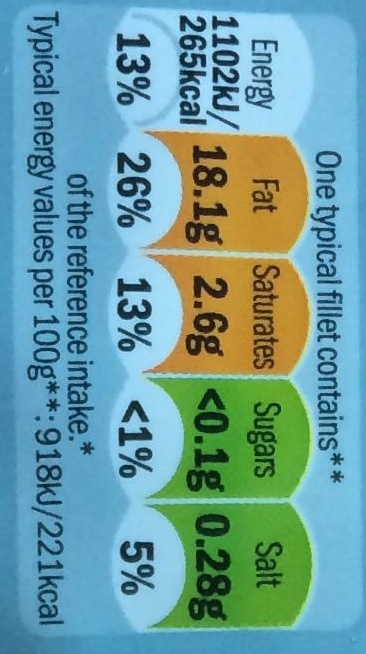 One typical fillet contains**
Energy Fat Saturates Sugars Salt
1102kJ/
265kcal 18.1g 2.6g <0.1g 0.28g
13% 26% 13% <1% 5%
of the reference intake.*
Typical energy values per 100g**: 918kJ/221kcal